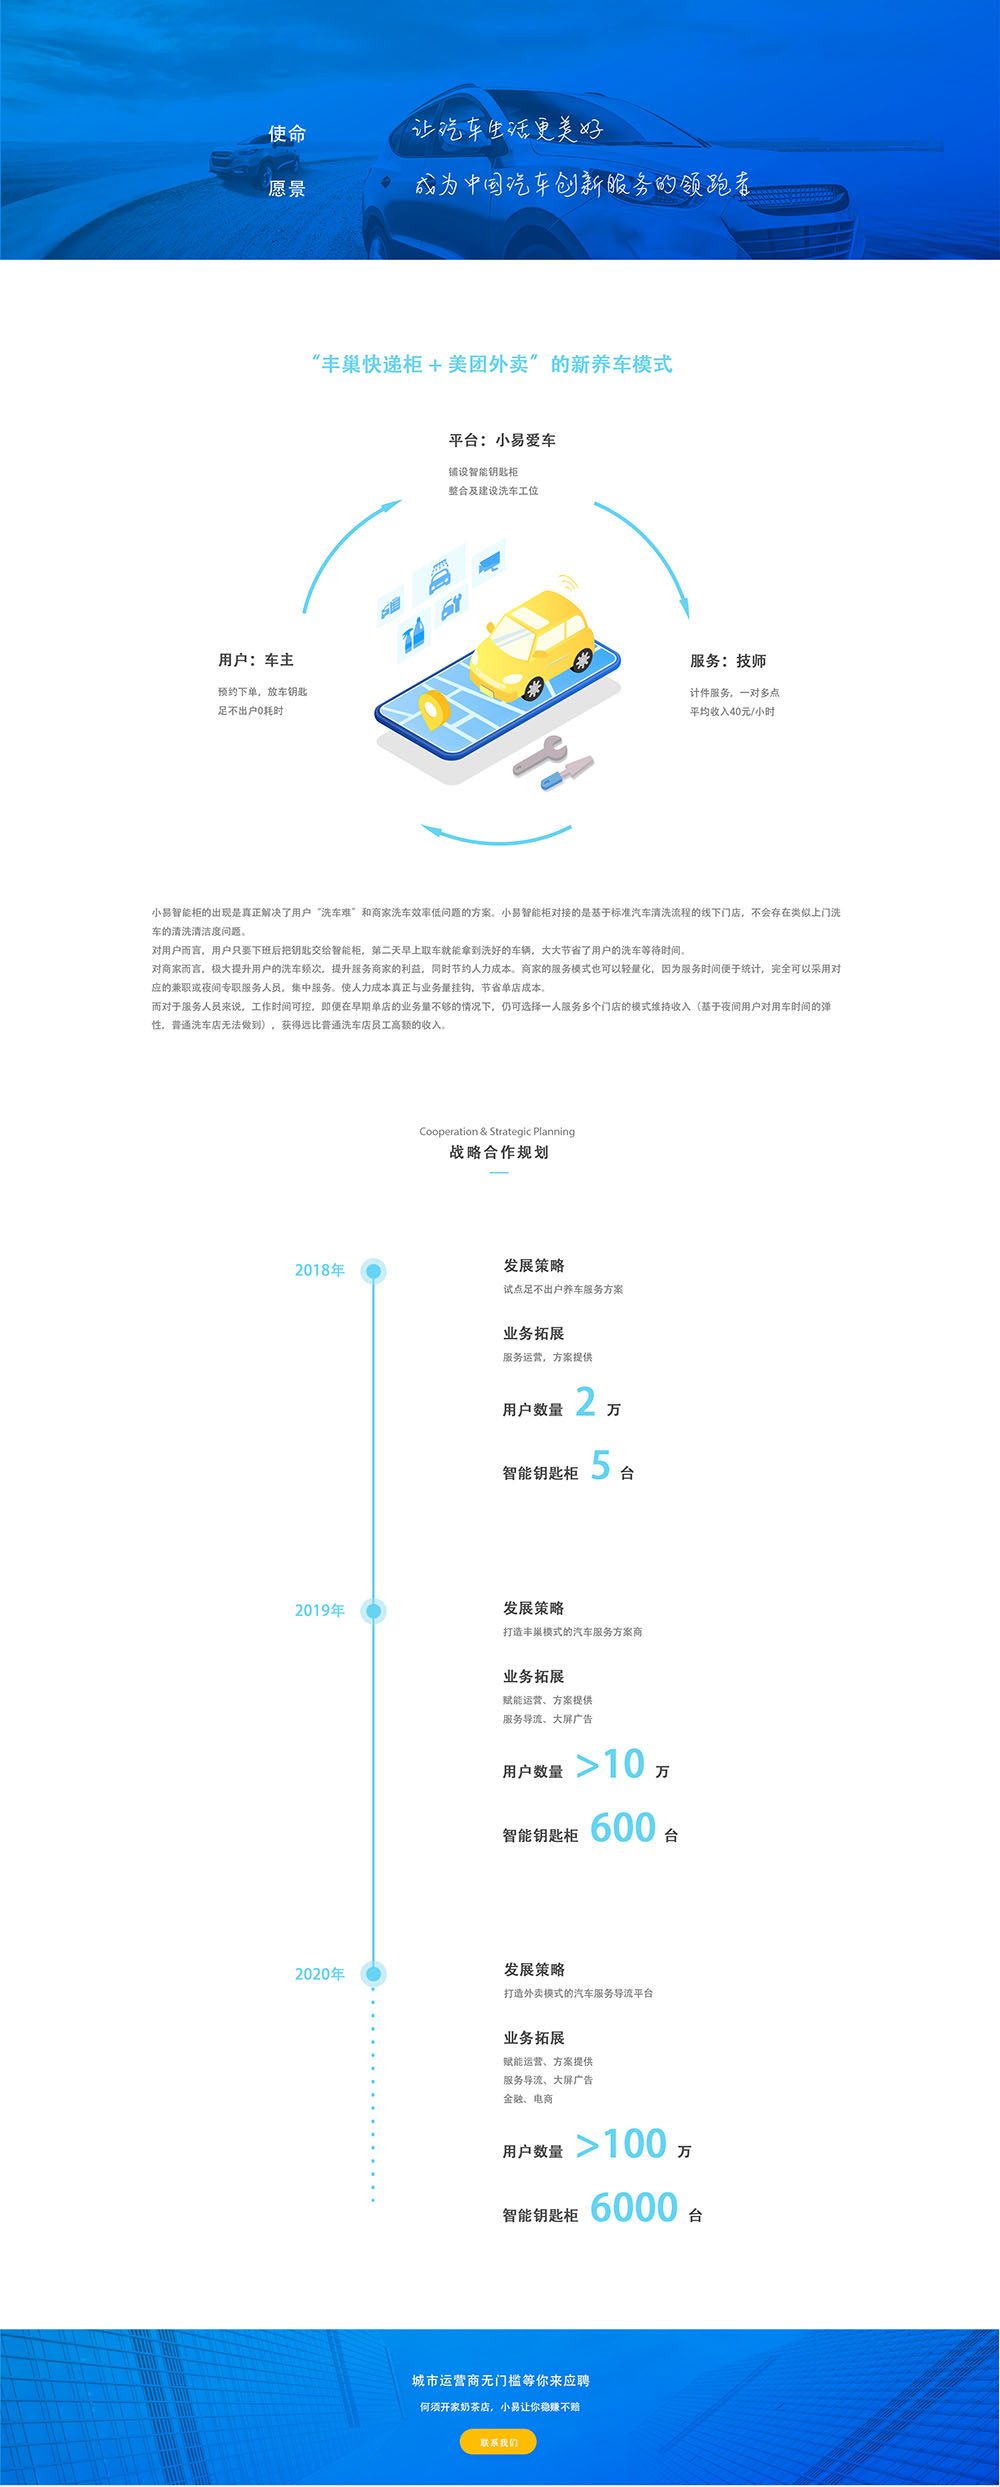 使命
让汽车生活更美好
愿景
成为中国汽车创新服务的领跑者
“丰巢快递柜 + 美团外卖”的新养车模式
平台：小易爱车
铺设智能钥匙柜
整合及建设洗车工位
用户：车主
预约下单，放车钥匙
足不出户0耗时
服务：技师
计件服务，一对多点
平均收入40元/小时
小易智能柜的出现是真正解决了用户“洗车难”和商家洗车效率低问题的方案。小易智能柜对接的是基于标准汽车清洗流程的线下门店，不会存在类似上门洗
车的清洗清洁度问题。
对用户而言，用户只要下班后把钥匙交给智能柜，第二天早上取车就能拿到洗好的车辆，大大节省了用户的洗车等待时间。
对商家而言，极大提升用户的洗车频次，提升服务商家的利益，同时节约人力成本。商家的服务模式也可以轻量化，因为服务时间便于统计，完全可以采用对
应的兼职或夜间专职服务人员，集中服务。使人力成本真正与业务量挂钩，节省单店成本。
而对于服务人员来说，工作时间可控，即便在早期单店的业务量不够的情况下，仍可选择一人服务多个门店的模式维持收入（基于夜间用户对用车时间的弹
性，普通洗车店无法做到），获得远比普通洗车店员工高额的收入。
Cooperation & Strategic Planning
战略合作规划
2018年
发展策略
试点足不出户养车服务方案
业务拓展
服务运营，方案提供
用户数量 2 万
智能钥匙柜 5 台
2019年
发展策略
打造丰巢模式的汽车服务方案商
业务拓展
赋能运营、方案提供
服务导流、大屏广告
用户数量 >10 万
智能钥匙柜 600 台
2020年
发展策略
打造外卖模式的汽车服务导流平台
业务拓展
赋能运营、方案提供
服务导流、大屏广告
金融、电商
用户数量 >100 万
智能钥匙柜 6000 台
城市运营商无门槛等你来应聘
何须开家奶茶店，小易让你稳赚不赔
联系我们